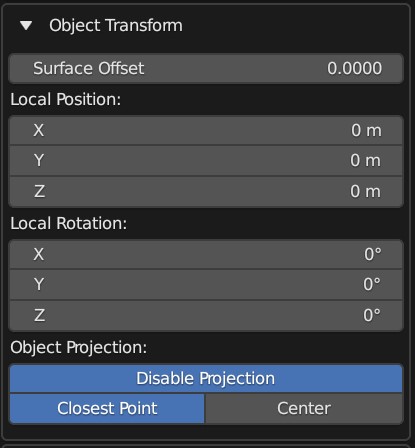 Object Transform
Surface Offset 0.0000
Local Position:
X 0 m
Y 0 m
Z 0 m
Local Rotation:
X 0°
Y 0°
Z 0°
Object Projection:
Disable Projection
Closest Point Center